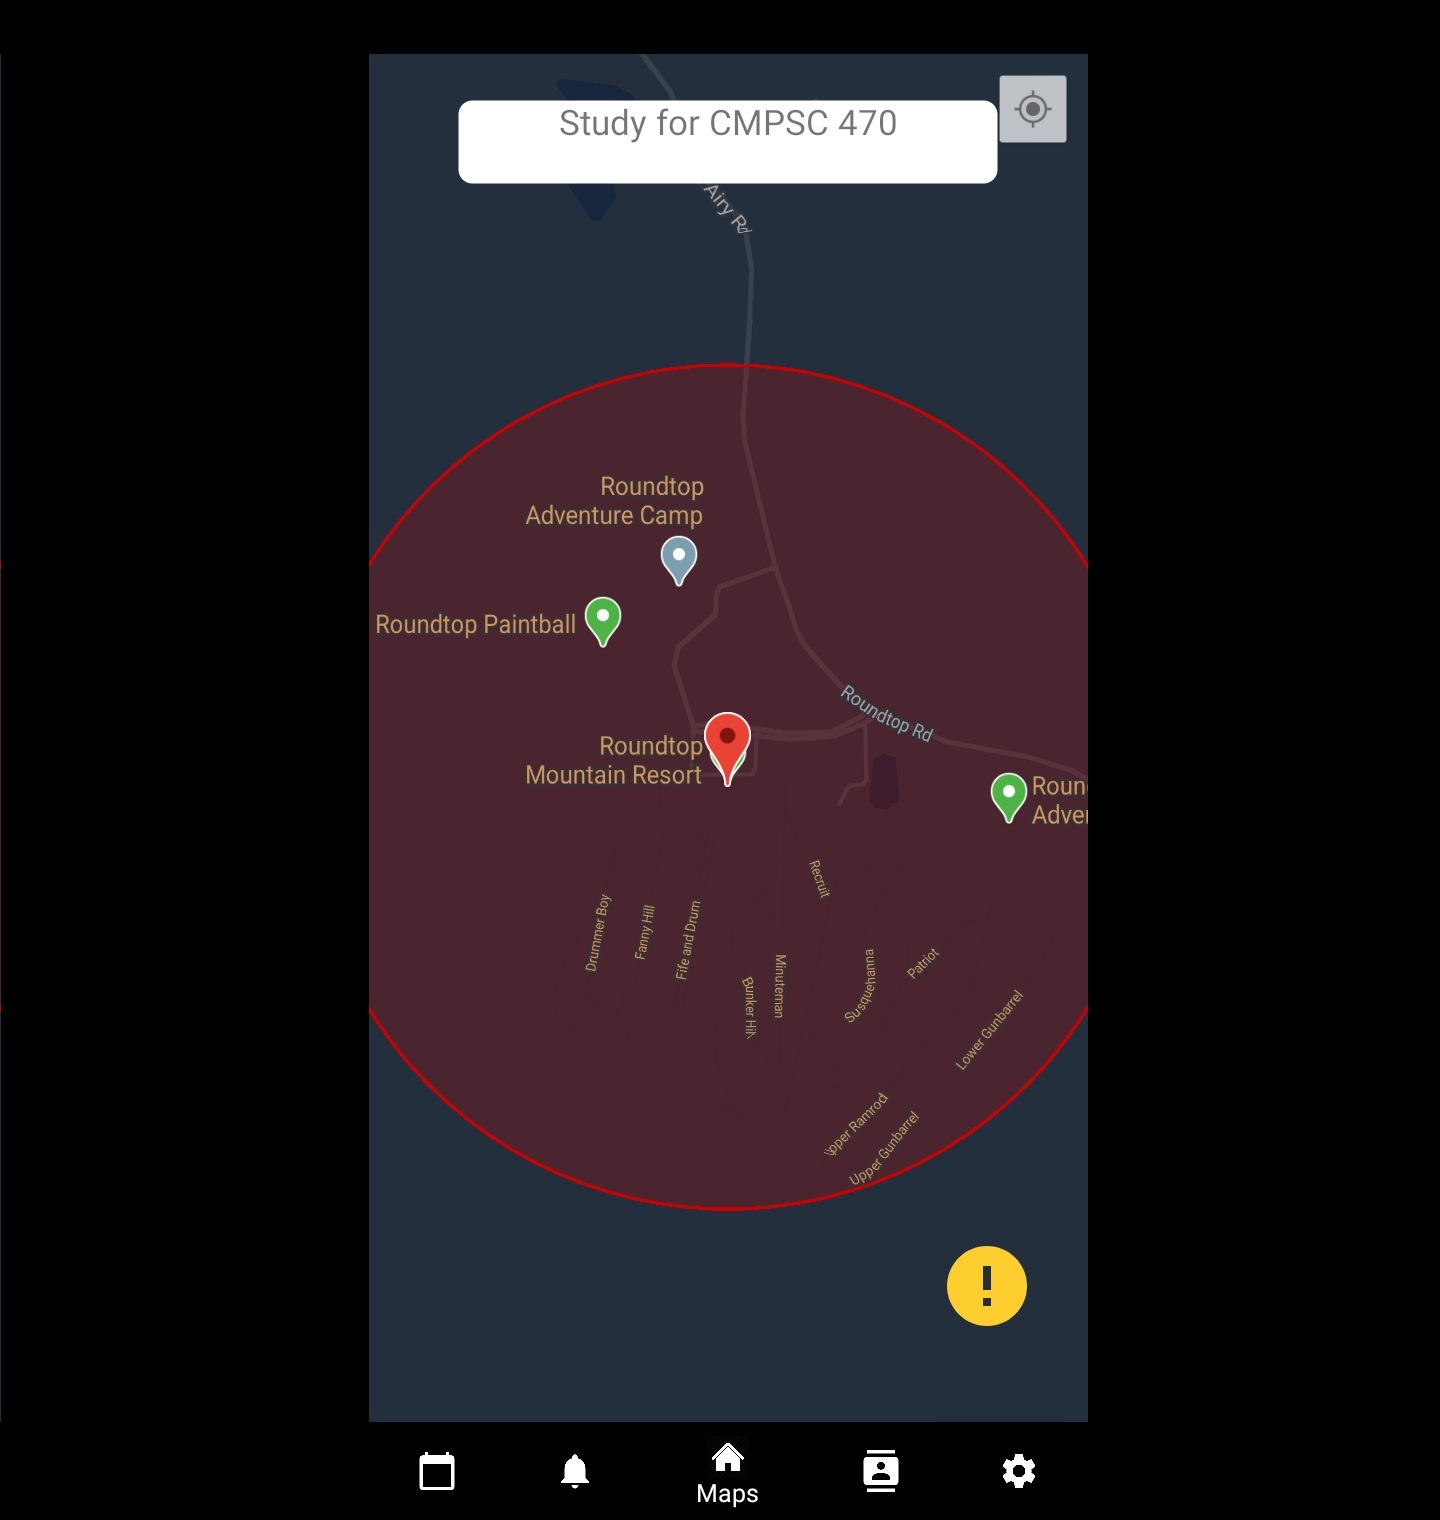 Study for CMPSC 470
Airy Rd
Roundtop
Adventure Camp
Roundtop Paintball
Roundtop Rd
Roundtop
Mountain Resort
Roun
Adve
Recruit
Drummer Boy
Fanny Hill
Fife and Drum
Minuteman
Bunker Hill
Susquehanna
Patriot
Lower Gunbarrel
Upper Ramrod
Upper Gunbarrel
Maps